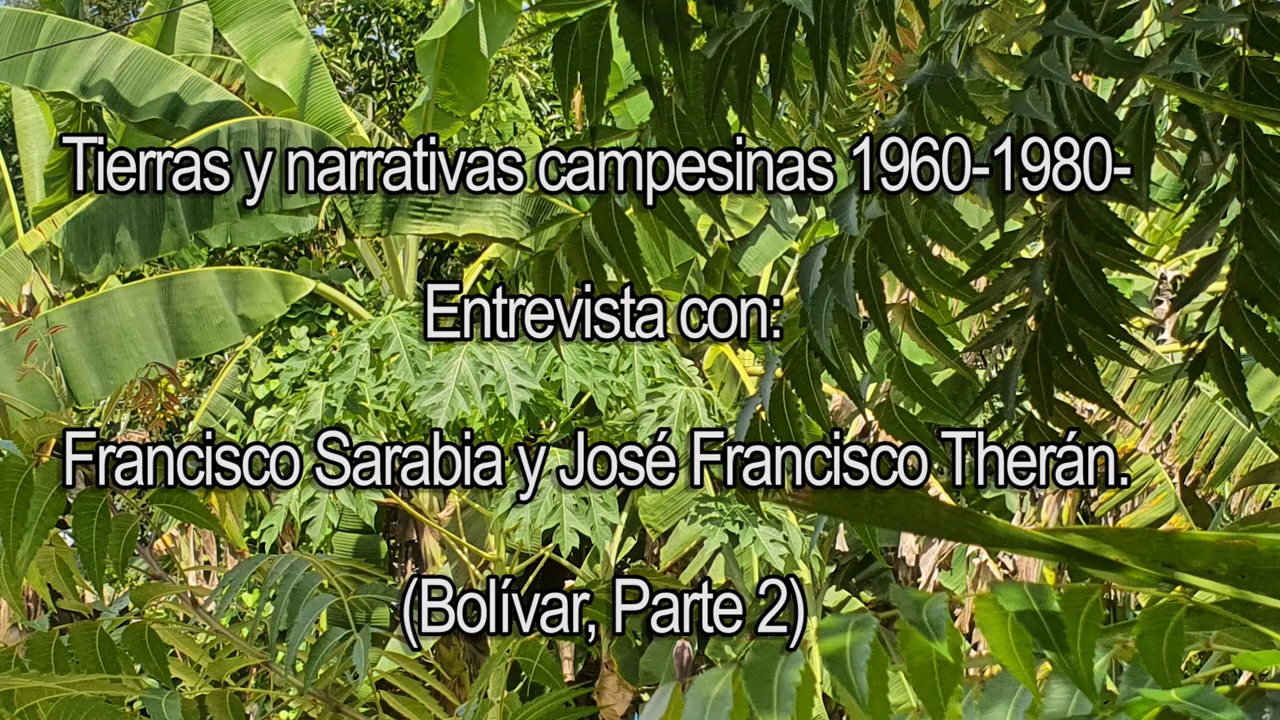 Tierras y narrativas campesinas 1960-1980-
Entrevista con:
Francisco Sarabia y José Francisco Therán.
(Bolívar, Parte 2)